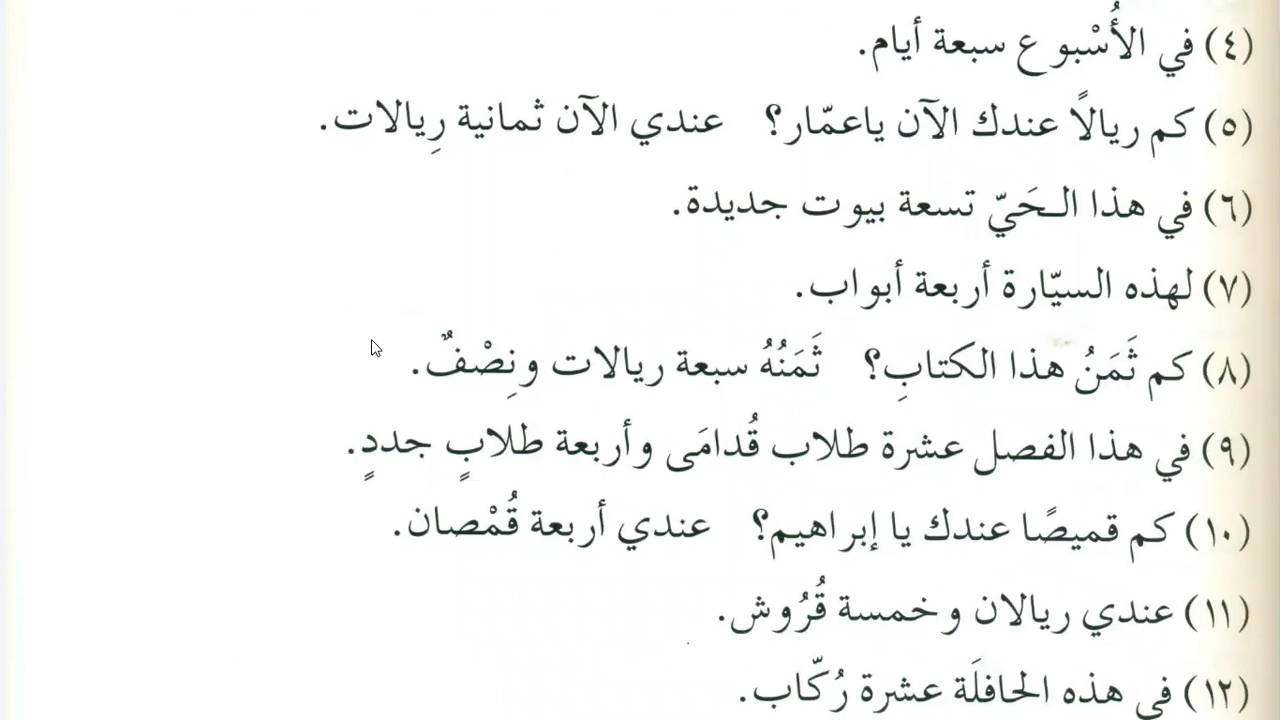 (٤) في الأُسْبوع سبعة أيام.
(٥) كم ريالاً عندك الآن ياعمّار؟ عندي الآن ثمانية رِيالات.
(٦) في هذا الـحَيّ تسعة بيوت جديدة.
(٧) لهذه السيّارة أربعة أبواب.
(٨) كم ثَمَنُ هذا الكتابِ؟ ثَمَنُهُ سبعة ريالات ونِصْفٌ.
(٩) في هذا الفصل عشرة طلاب قُدامَى وأربعة طلابٍ جددٍ.
(١٠) كم قميصًا عندك يا إبراهيم؟ عندي أربعة قُمْصان.
(١١) عندي ريالان وخمسة قُرُوش.
(١٢) في هذه الحافلَة عشرة رُكّاب.